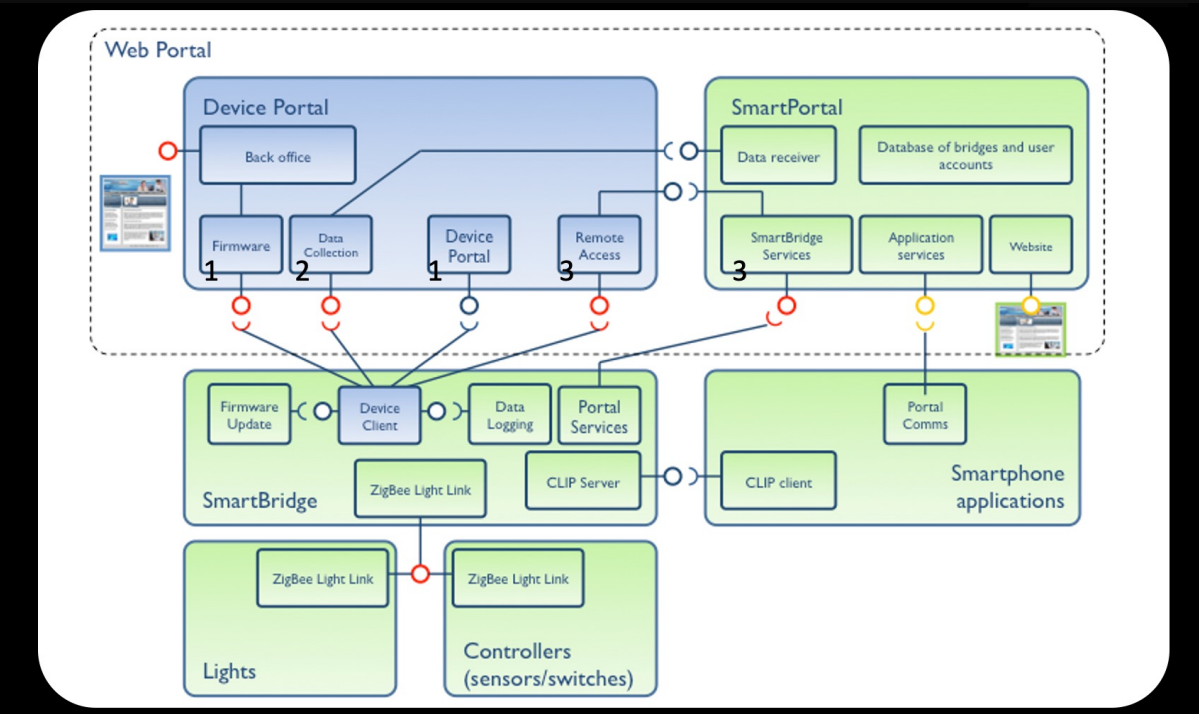 Web Portal
Device Portal
Back office
Firmware
1
Data
Collection
2
Device
Portal
1
Remote
Access
3
SmartPortal
Data receiver
Database of bridges and user
accounts
SmartBridge
Services
3
Application
services
Website
Firmware
Update
Device
Client
Data
Logging
Portal
Services
ZigBee Light Link
CLIP Server
SmartBridge
Portal
Comms
CLIP client
Smartphone
applications
ZigBee Light Link
Lights
ZigBee Light Link
Controllers
(sensors/switches)